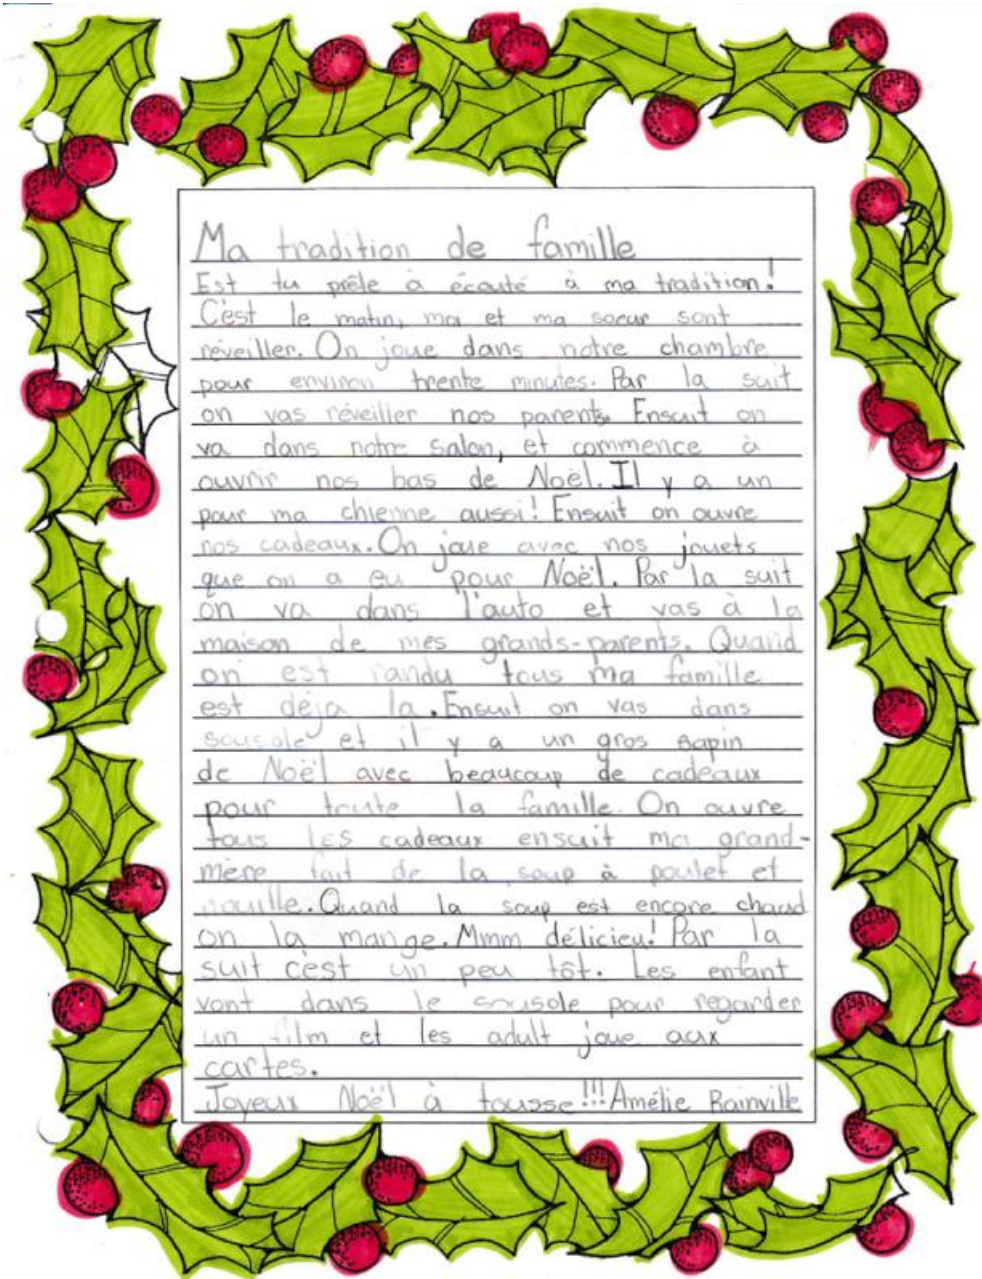 Ma tradition de famille
Est tu prêle à écouté à ma tradition!
C'est le matin, ma et ma soeur sont
réveiller. On joue dans notre chambre
pour environ trente minutes. Par la suit
on vas réveiller nos parents. Ensuit on
va dans notre salon, et commence à
ouvrir nos bas de Noël. Il y a un
pour ma chienne aussi! Ensuit on ouvre
nos cadeaux. On joue avec nos jouets
que on a eu pour Noël. Par la suit
on va dans l'auto et vas à la
maison de mes grands-parents. Quand
on est randu tous ma famille
est déja la. Ensuit on vas dans
sousole et il y a un gros sapin
de Noël avec beaucoup de cadeaux
pour toute la famille. On ouvre
tous les cadeaux ensuit ma grand-
mère fait de la soup à poulet et
nouille. Quand la soup est encore chaud
on la mange. Mmm délicieu! Par la
suit c'est un peu tôt. Les enfant
vont dans le sousole pour regarder
un film et les adult joue aux
cartes.
Joyeux Noël à tousse!!! Amélie Rainville